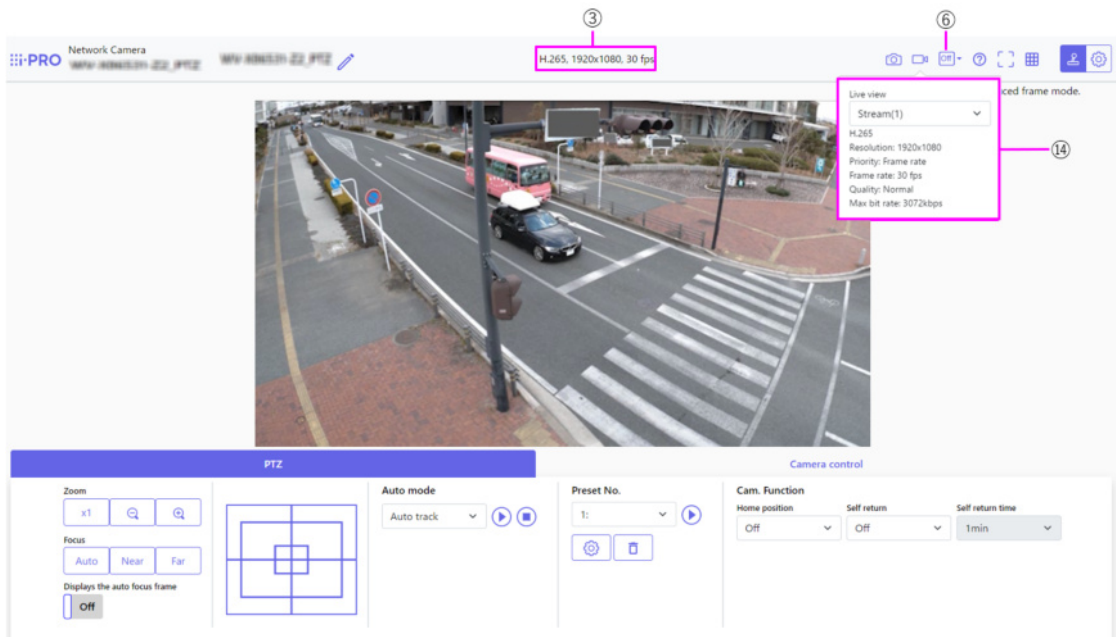 ③
⑥
i-PRO
Network Camera
H.265, 1920x1080, 30 fps
Off
ced frame mode.
Live view
Stream(1)
H.265
Resolution: 1920x1080
Priority: Frame rate
Frame rate: 30 fps
Quality: Normal
Max bit rate: 3072kbps
⑭
PTZ
Camera control
Zoom
x1
Focus
Auto Near Far
Displays the auto focus frame
Off
Auto mode
Auto track
Preset No.
1:
Cam. Function
Home position Self return Self return time
Off Off 1min